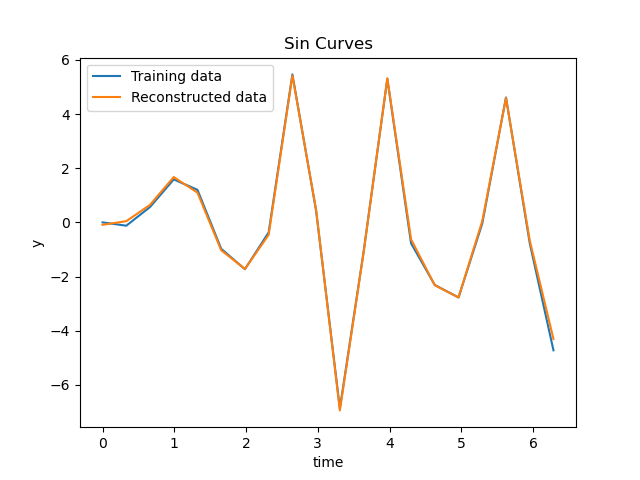 Sin Curves
Training data
Reconstructed data
6
4
2
0
−2
−4
−6
y
0 1 2 3 4 5 6
time